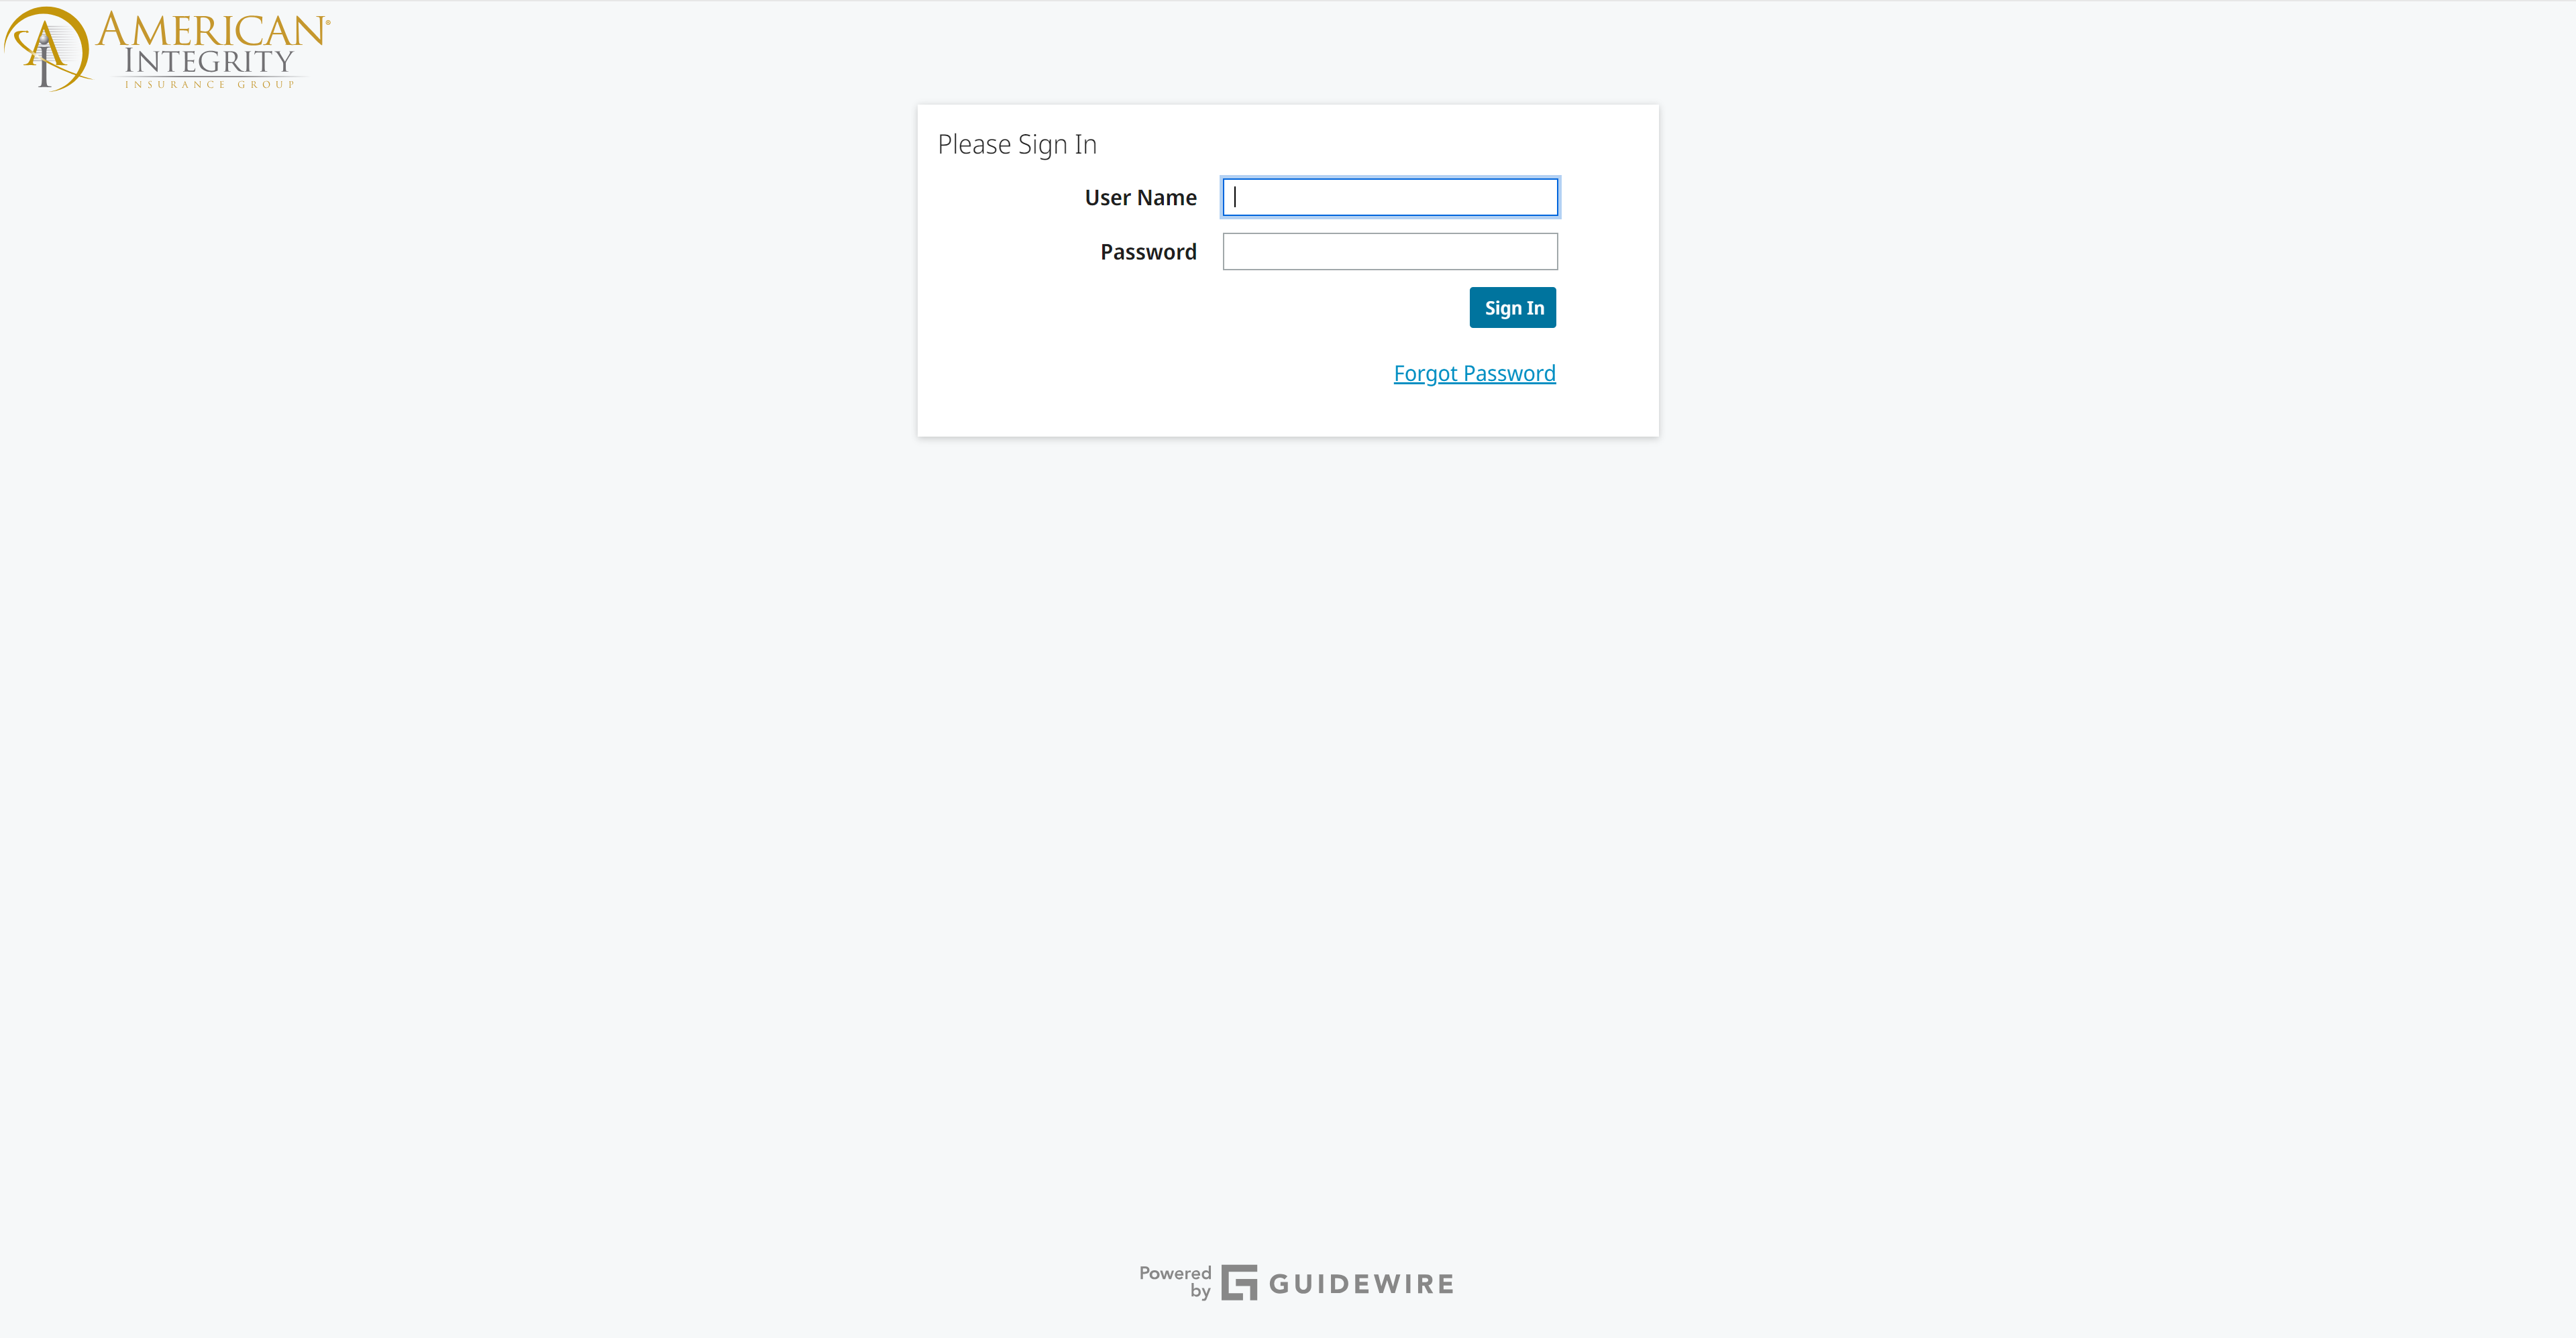 AMERICAN®
INTEGRITY
INSURANCE GROUP
Please Sign In
User Name
Password
Sign In
Forgot Password
Powered
by
GUIDEWIRE